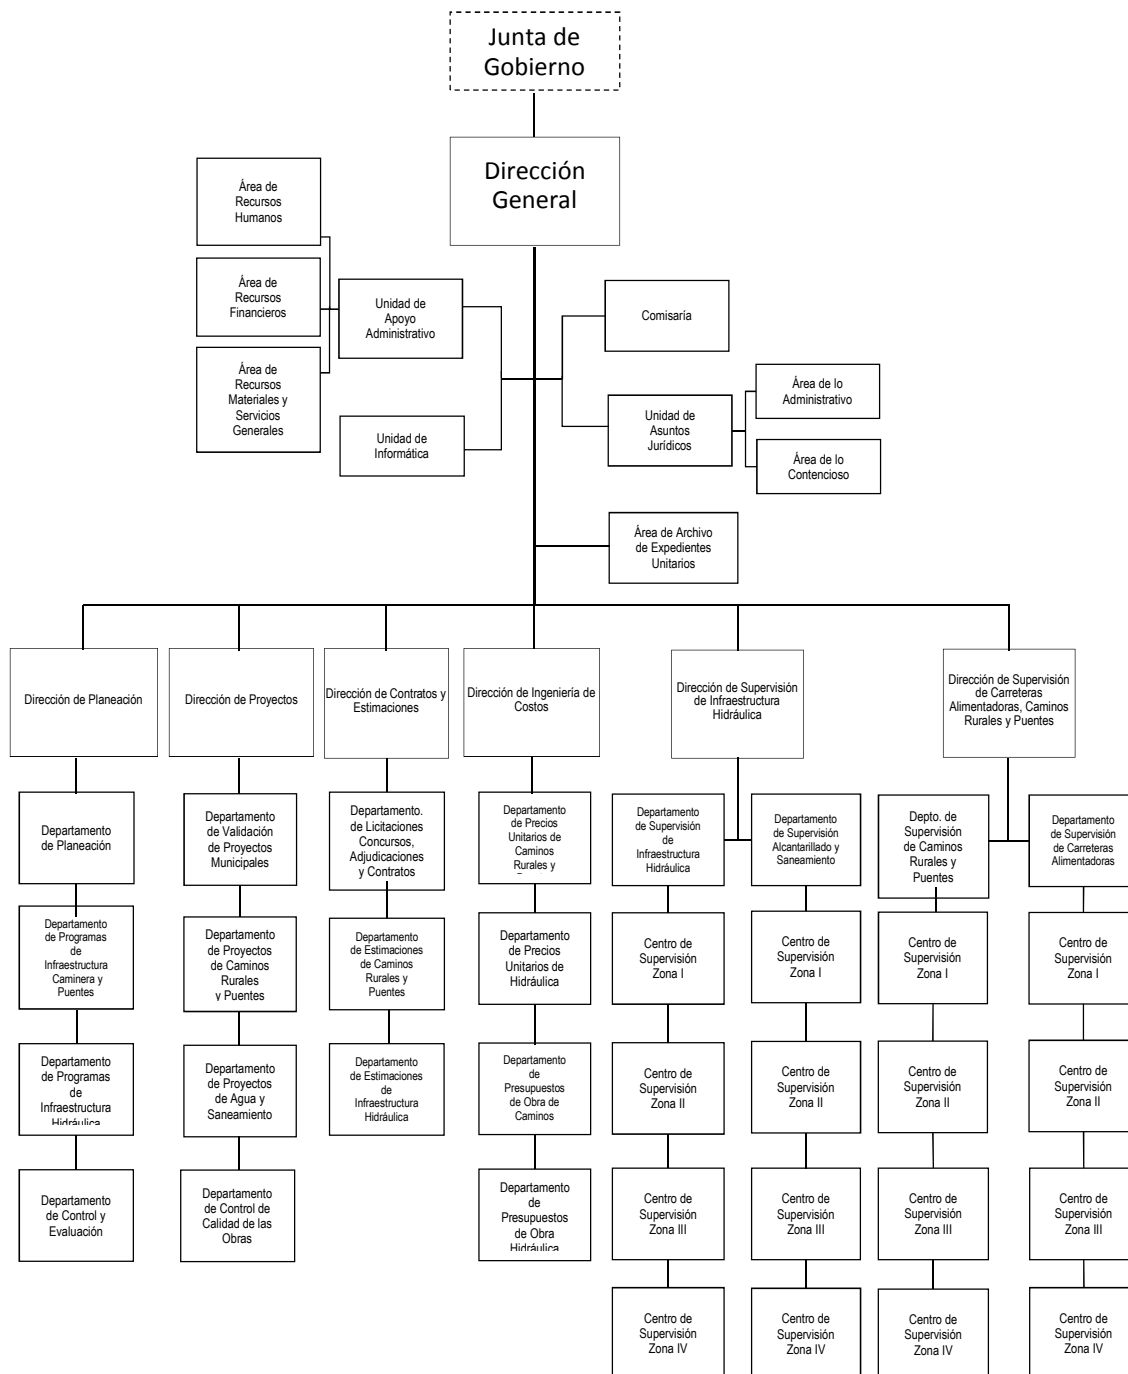 Junta de
Gobierno
Dirección
General
Área de
Recursos
Humanos
Área de
Recursos
Financieros
Área de
Recursos
Materiales y
Servicios
Generales
Unidad de
Apoyo
Administrativo
Unidad de
Informática
Comisaría
Unidad de
Asuntos
Jurídicos
Área de lo
Administrativo
Área de lo
Contencioso
Área de Archivo
de Expedientes
Unitarios
Dirección de Planeación
Dirección de Proyectos
Dirección de Contratos y
Estimaciones
Dirección de Ingeniería de
Costos
Dirección de Supervisión
de Infraestructura
Hidráulica
Dirección de Supervisión
de Carreteras
Alimentadoras, Caminos
Rurales y Puentes
Departamento
de Planeación
Departamento
de Programas
de
Infraestructura
Caminera y
Puentes
Departamento
de Programas
de
Infraestructura
Hidráulica
Departamento
de Control y
Evaluación
Departamento
de Validación
de Proyectos
Municipales
Departamento
de Proyectos
de Caminos
Rurales
y Puentes
Departamento
de Proyectos
de Agua y
Saneamiento
Departamento
de Control de
Calidad de las
Obras
Departamento.
de Licitaciones
Concursos,
Adjudicaciones
y Contratos
Departamento
de Estimaciones
de Caminos
Rurales y
Puentes
Departamento
de Estimaciones
de
Infraestructura
Hidráulica
Departamento
de Precios
Unitarios de
Caminos
Rurales y
Departamento
de Precios
Unitarios de
Hidráulica
Departamento
de
Presupuestos
de Obra de
Caminos
Departamento
de
Presupuestos
de Obra
Hidráulica
Departamento
de Supervisión
de
Infraestructura
Hidráulica
Centro de
Supervisión
Zona I
Centro de
Supervisión
Zona II
Centro de
Supervisión
Zona III
Centro de
Supervisión
Zona IV
Departamento
de Supervisión
Alcantarillado y
Saneamiento
Centro de
Supervisión
Zona I
Centro de
Supervisión
Zona II
Centro de
Supervisión
Zona III
Centro de
Supervisión
Zona IV
Depto. de
Supervisión
de Caminos
Rurales y
Puentes
Centro de
Supervisión
Zona I
Centro de
Supervisión
Zona II
Centro de
Supervisión
Zona III
Centro de
Supervisión
Zona IV
Departamento
de Supervisión
de Carreteras
Alimentadoras
Centro de
Supervisión
Zona I
Centro de
Supervisión
Zona II
Centro de
Supervisión
Zona III
Centro de
Supervisión
Zona IV